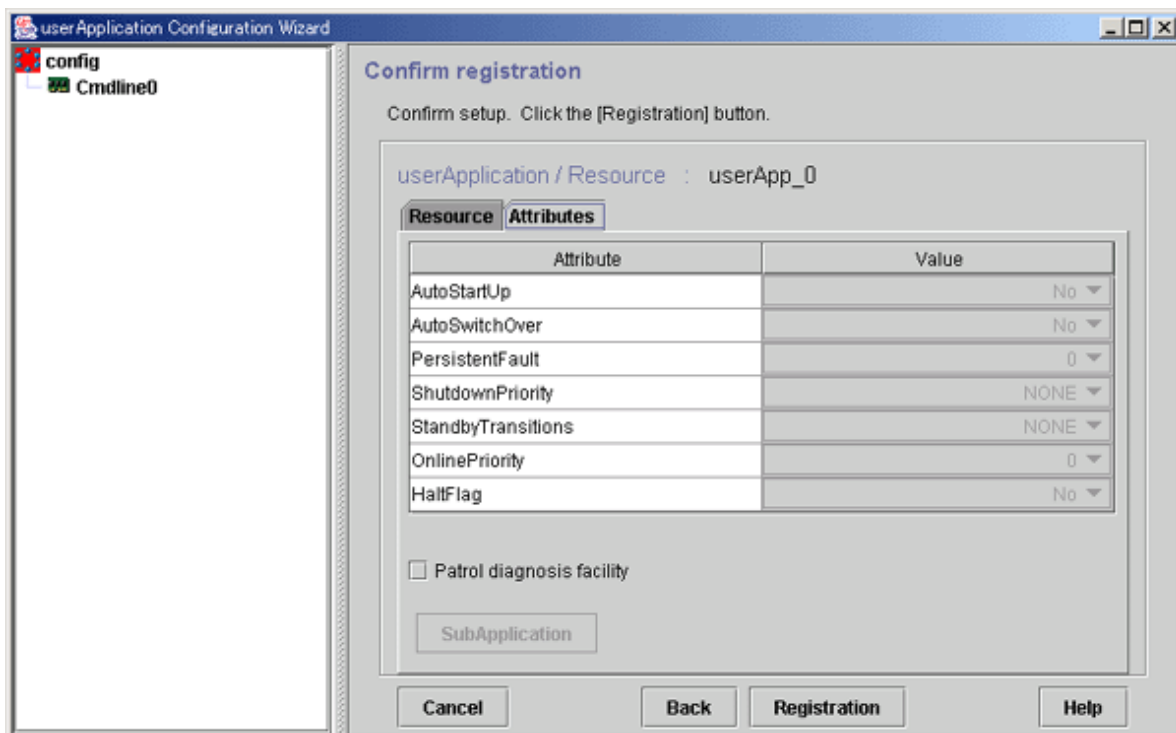 userApplication Configuration Wizard
config
Cmdline0
Confirm registration
Confirm setup. Click the [Registration] button.
userApplication / Resource : userApp_0
Resource Attributes
Attribute Value
AutoStartUp No
AutoSwitchOver No
PersistentFault 0
ShutdownPriority NONE
StandbyTransitions NONE
OnlinePriority 0
HaltFlag No
Patrol diagnosis facility
SubApplication
Cancel Back Registration Help